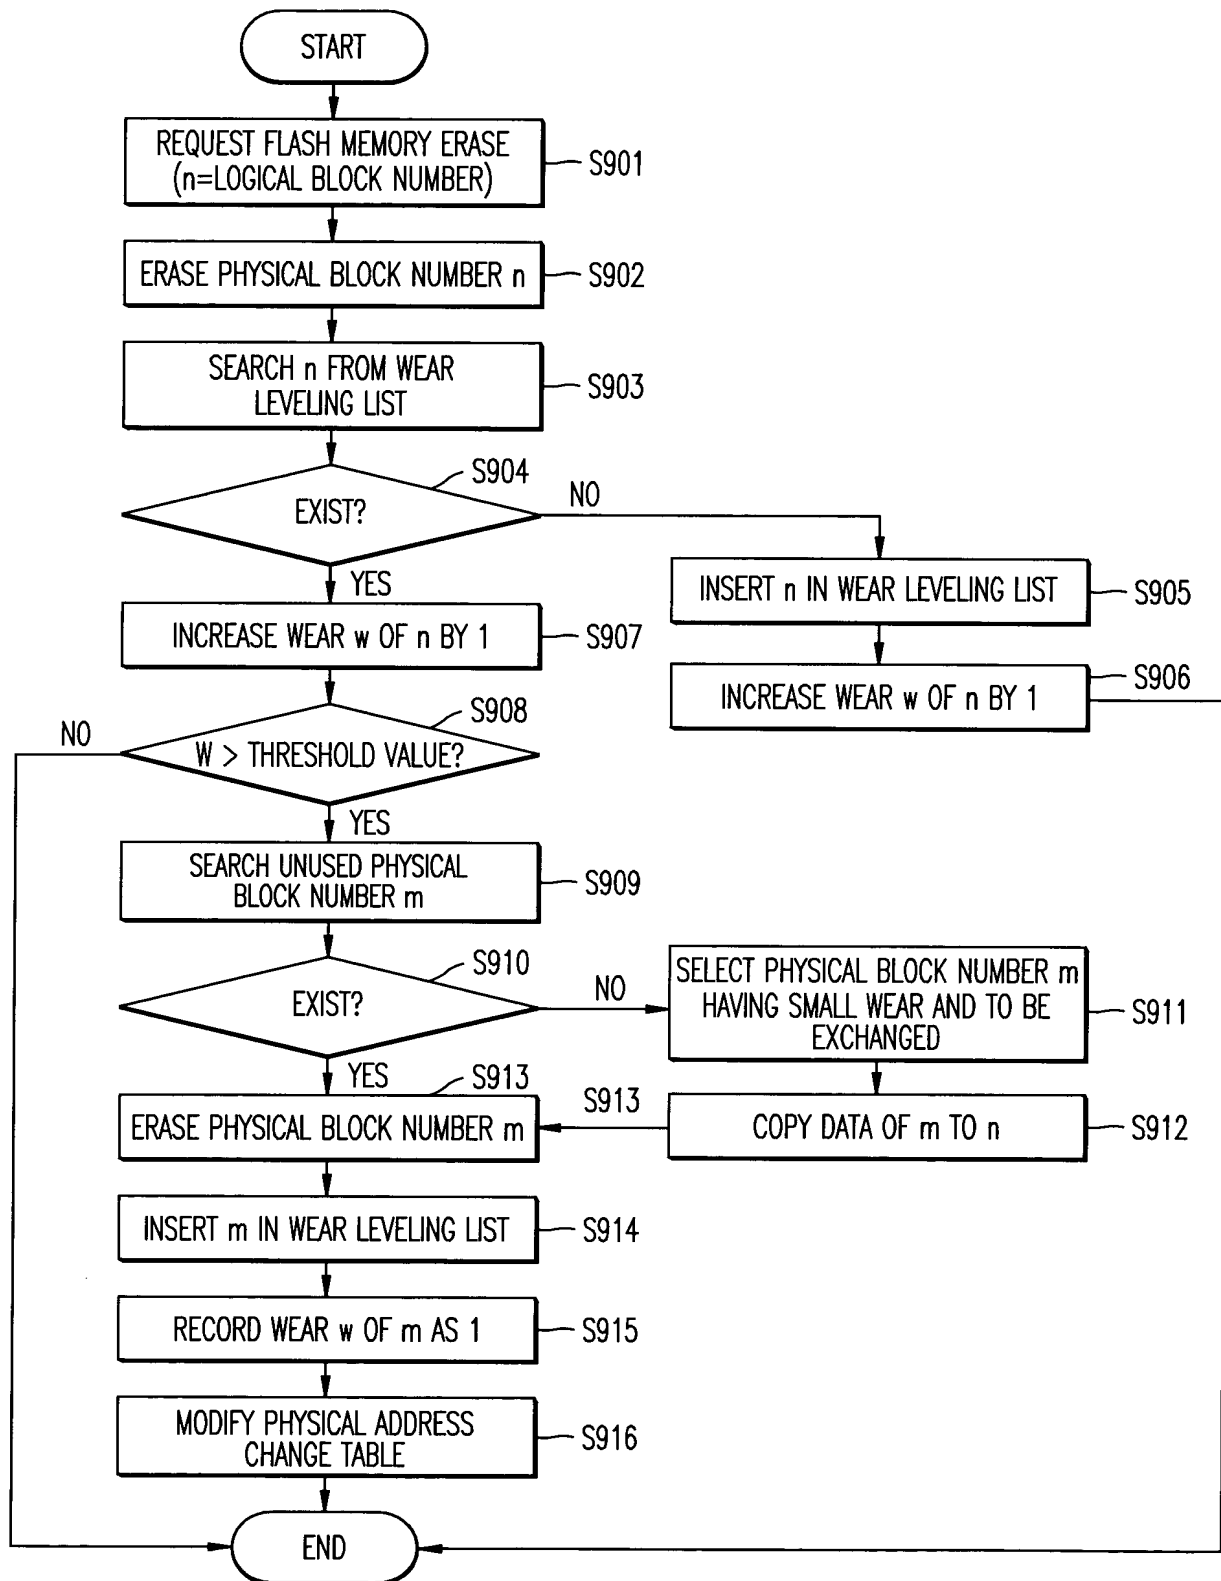 START
REQUEST FLASH MEMORY ERASE
(n=LOGICAL BLOCK NUMBER)
S901
ERASE PHYSICAL BLOCK NUMBER n
S902
SEARCH n FROM WEAR
LEVELING LIST
S903
S904
EXIST?
NO
YES
INSERT n IN WEAR LEVELING LIST
S905
INCREASE WEAR w OF n BY 1
S907
INCREASE WEAR w OF n BY 1
S906
S908
NO
W > THRESHOLD VALUE?
YES
SEARCH UNUSED PHYSICAL
BLOCK NUMBER m
S909
S910
EXIST?
NO
SELECT PHYSICAL BLOCK NUMBER m
HAVING SMALL WEAR AND TO BE
EXCHANGED
S911
YES
S913
ERASE PHYSICAL BLOCK NUMBER m
S913
COPY DATA OF m TO n
S912
INSERT m IN WEAR LEVELING LIST
S914
RECORD WEAR w OF m AS 1
S915
MODIFY PHYSICAL ADDRESS
CHANGE TABLE
S916
END